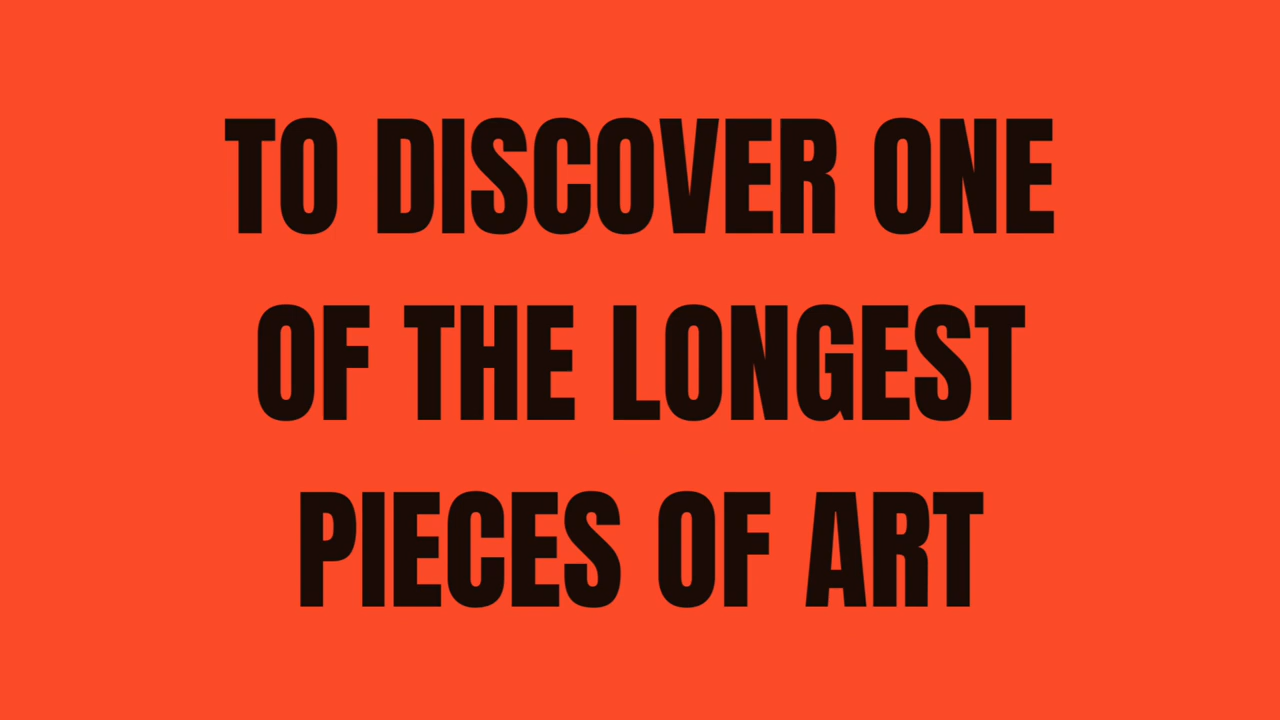 TO DISCOVER ONE
OF THE LONGEST
PIECES OF ART